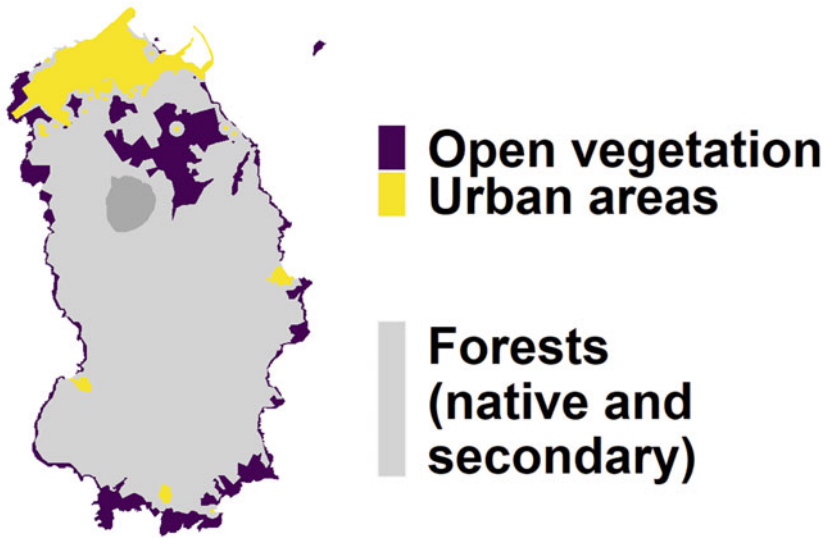 Open vegetation
Urban areas
Forests
(native and
secondary)